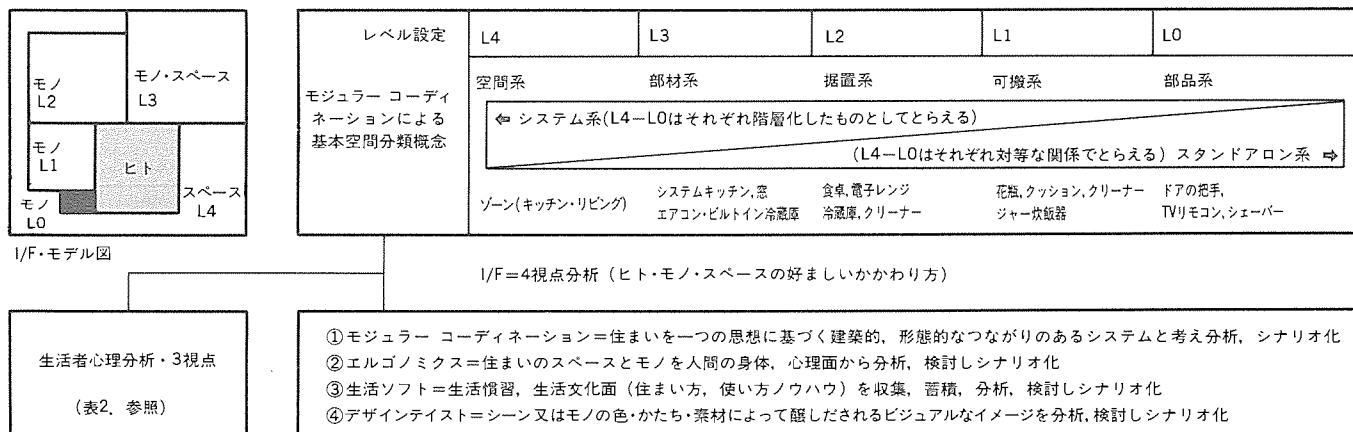 モノ
L2
モノ・スペース
L3
モノ
L1
ヒト
モノ
L0
スペース
L4
I/F・モデル図
レベル設定
L4
L3
L2
L1
L0
モジュラー コーディ
ネーションによる
基本空間分類概念
空間系
部材系
据置系
可搬系
部品系
⇦ システム系(L4−L0はそれぞれ階層化したものとしてとらえる)
(L4−L0はそれぞれ対等な関係でとらえる) スタンドアロン系 ⇨
ゾーン(キッチン・リビング)
システムキッチン,窓
エアコン・ビルトイン冷蔵庫
食卓,電子レンジ
冷蔵庫,クリーナー
花瓶,クッション,クリーナー
ジャー炊飯器
ドアの把手,
TVリモコン,シェーバー
I/F=4視点分析(ヒト・モノ・スペースの好ましいかかわり方)
生活者心理分析・3視点
(表2.参照)
①モジュラー コーディネーション=住まいを一つの思想に基づく建築的,形態的なつながりのあるシステムと考え分析,シナリオ化
②エルゴノミクス=住まいのスペースとモノを人間の身体,心理面から分析,検討しシナリオ化
③生活ソフト=生活慣習,生活文化面(住まい方,使い方ノウハウ)を収集,蓄積,分析,検討しシナリオ化
④デザインテイスト=シーン又はモノの色・かたち・素材によって醸しだされるビジュアルなイメージを分析,検討しシナリオ化